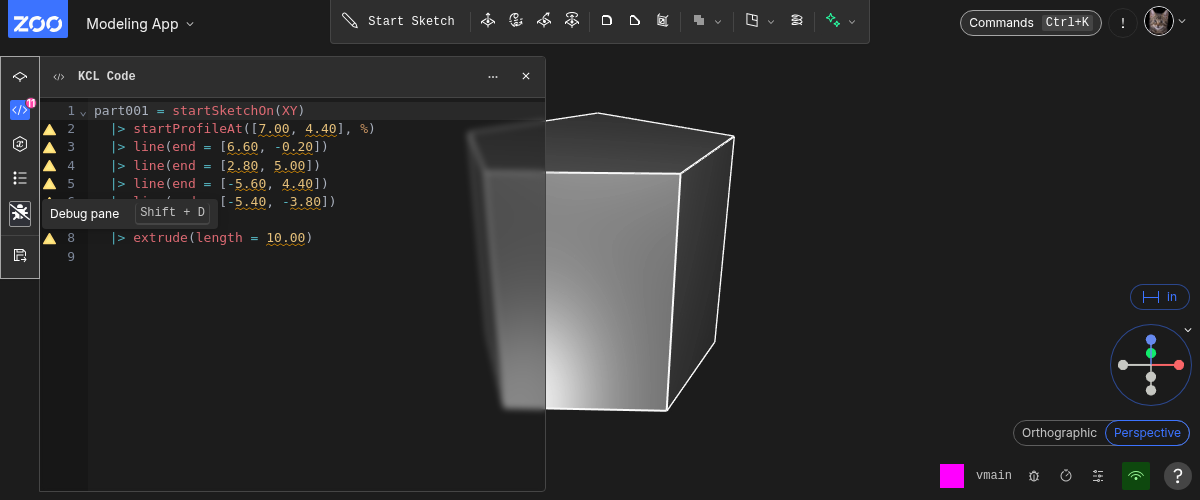 ZOO Modeling App
Start Sketch
Commands Ctrl+K
!
KCL Code
11
1 part001 = startSketchOn(XY)
2 |> startProfileAt([7.00, 4.40], %)
3 |> line(end = [6.60, -0.20])
4 |> line(end = [2.80, 5.00])
5 |> line(end = [-5.60, 4.40])
[-5.40, -3.80])
Debug pane Shift + D
8 |> extrude(length = 10.00)
9
in
Orthographic Perspective
vmain
?